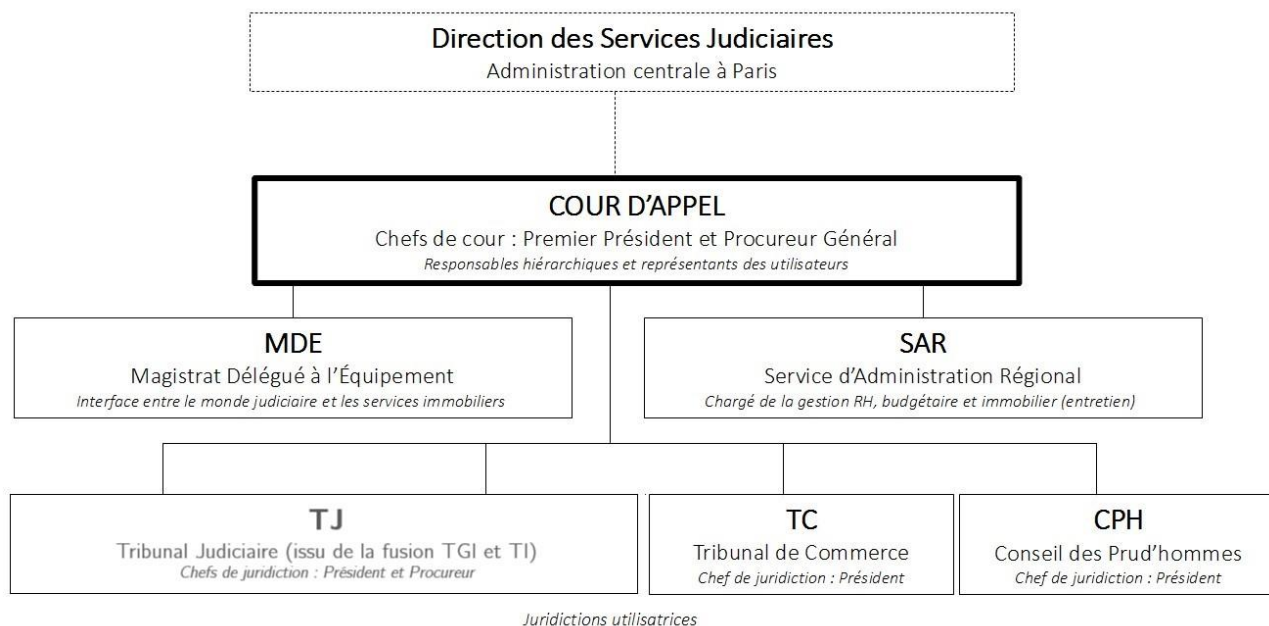 Direction des Services Judiciaires
Administration centrale à Paris
COUR D'APPEL
Chefs de cour : Premier Président et Procureur Général
Responsables hiérarchiques et représentants des utilisateurs
MDE
Magistrat Délégué à l'Équipement
Interface entre le monde judiciaire et les services immobiliers
SAR
Service d'Administration Régional
Chargé de la gestion RH, budgétaire et immobilier (entretien)
TJ
Tribunal Judiciaire (issu de la fusion TGI et TI)
Chefs de juridiction : Président et Procureur
TC
Tribunal de Commerce
Chef de juridiction : Président
CPH
Conseil des Prud'hommes
Chef de juridiction : Président
Juridictions utilisatrices